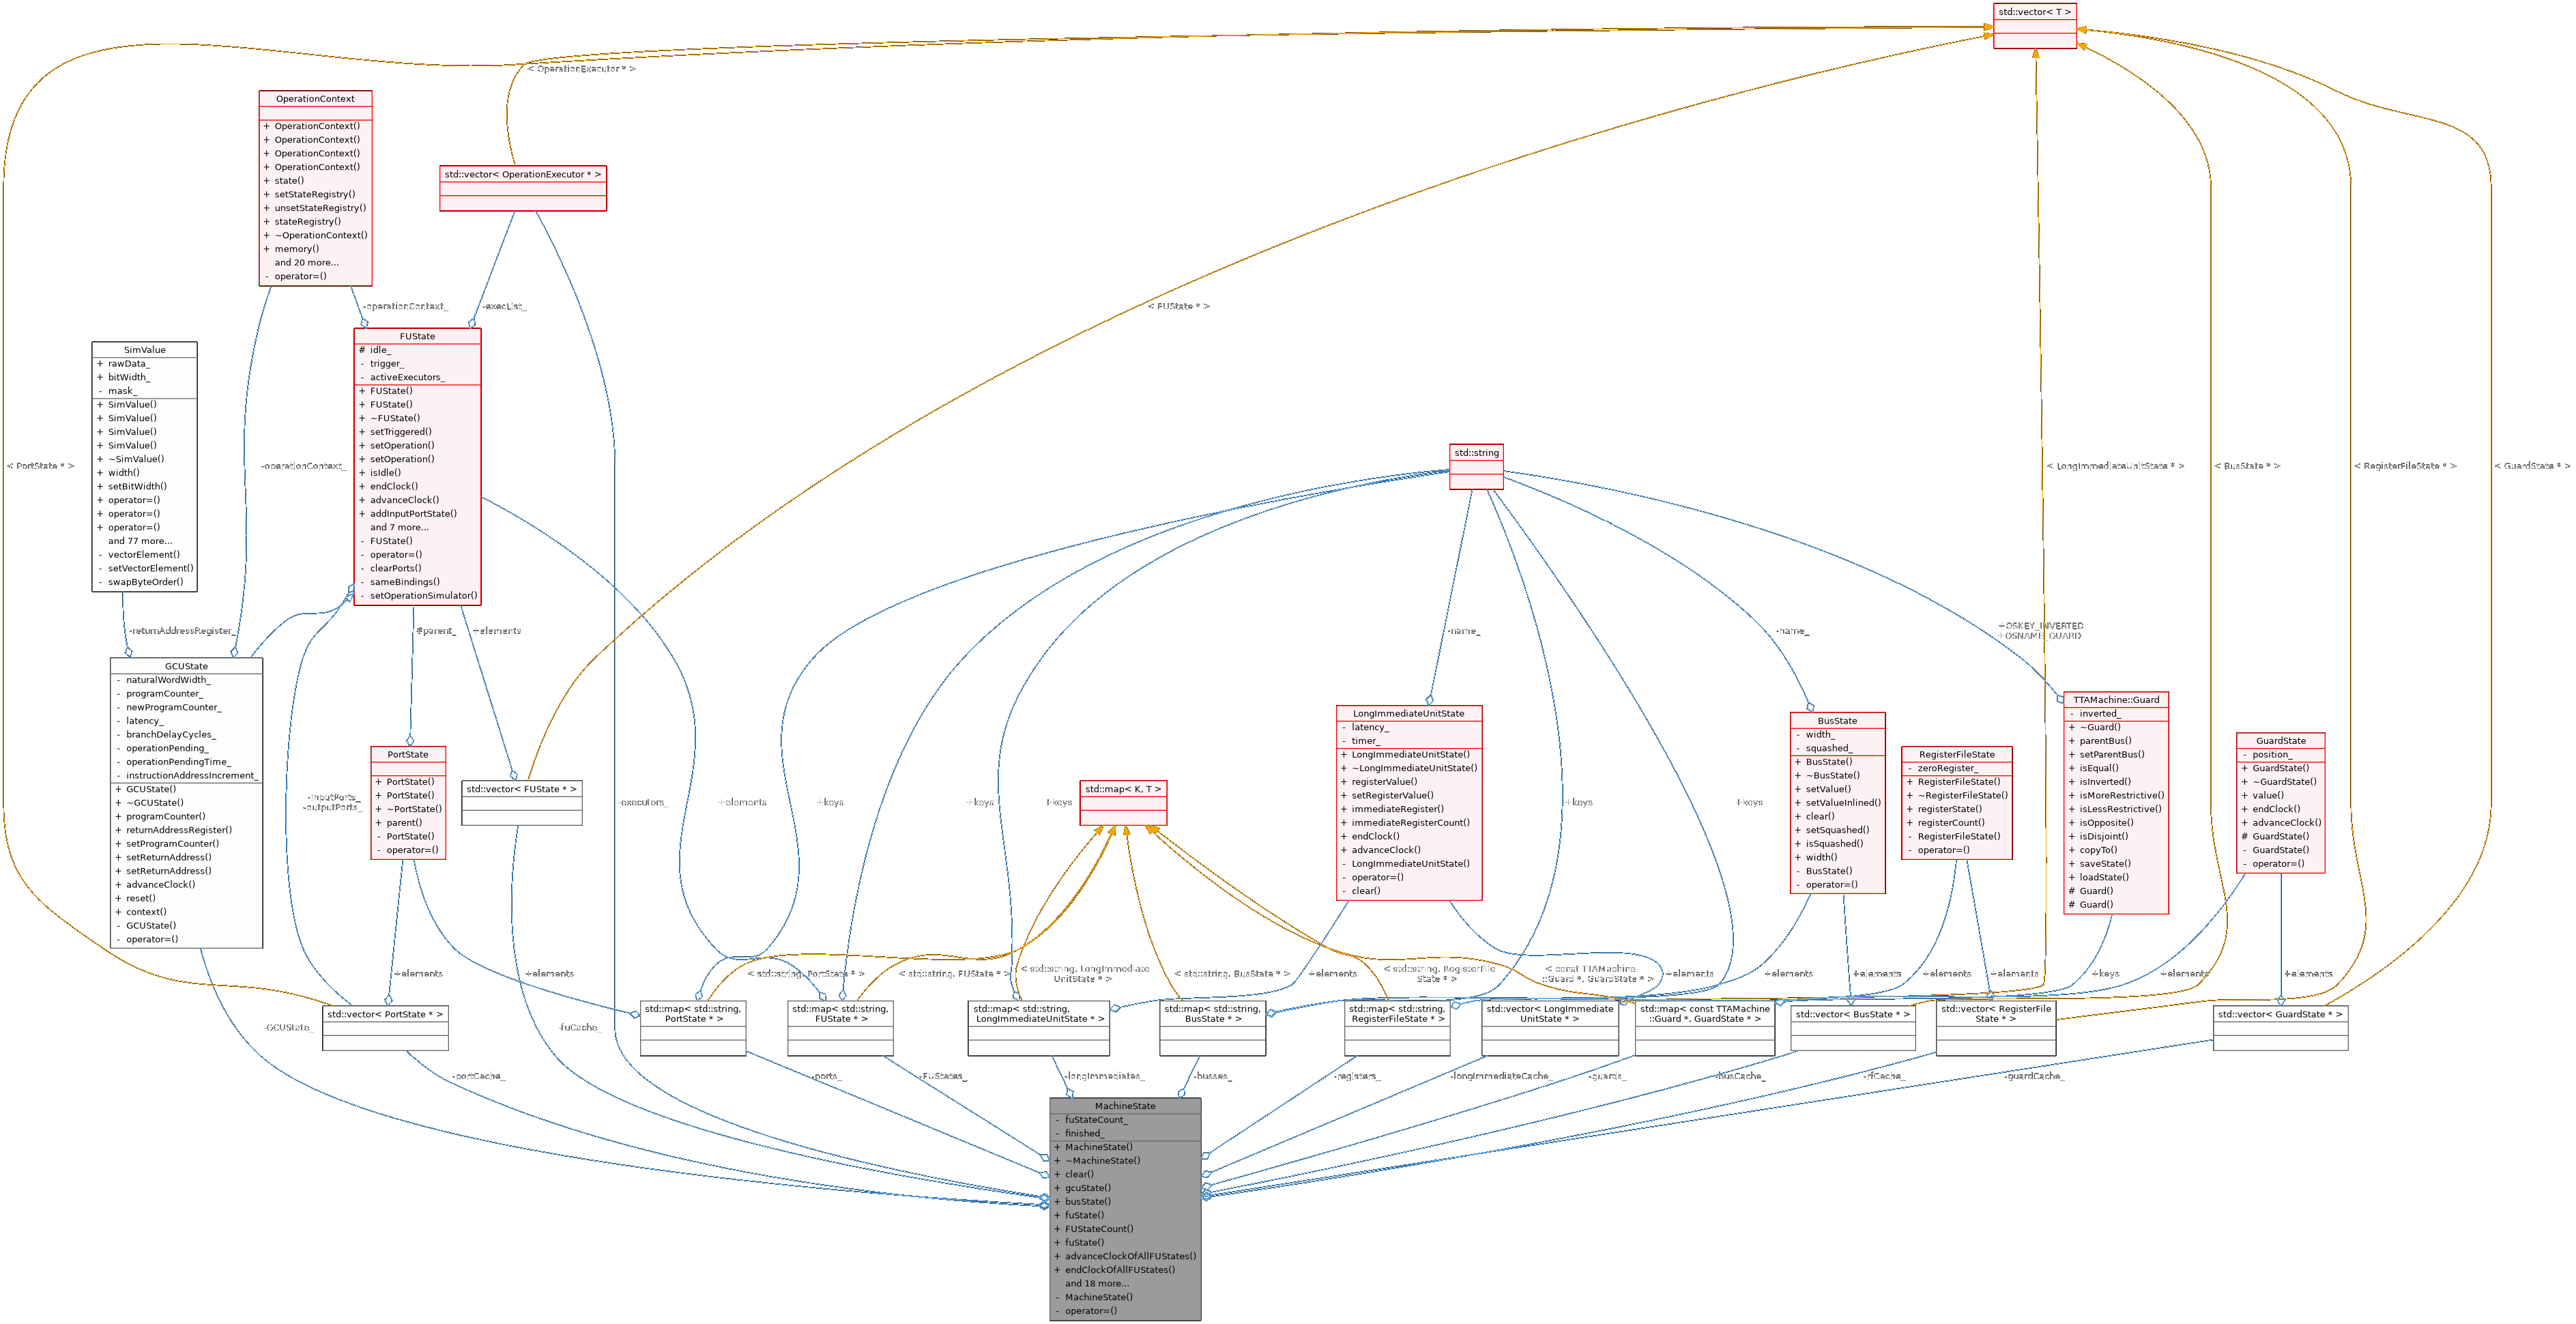 std::vector< T >
< OperationExecutor * >
OperationContext
+ OperationContext()
+ OperationContext()
+ OperationContext()
+ OperationContext()
+ state()
+ setStateRegistry()
+ unsetStateRegistry()
+ stateRegistry()
+ ~OperationContext()
+ memory()
and 20 more...
- operator=()
std::vector< OperationExecutor * >
-operationContext_
-execList_
< FUState * >
SimValue
+ rawData_
+ bitWidth_
- mask_
+ SimValue()
+ SimValue()
+ SimValue()
+ SimValue()
+ ~SimValue()
+ width()
+ setBitWidth()
+ operator=()
+ operator=()
+ operator=()
and 77 more...
- vectorElement()
- setVectorElement()
- swapByteOrder()
FUState
# idle_
- trigger_
- activeExecutors_
+ FUState()
+ FUState()
+ ~FUState()
+ setTriggered()
+ setOperation()
+ setOperation()
+ isIdle()
+ endClock()
+ advanceClock()
+ addInputPortState()
and 7 more...
- FUState()
- operator=()
- clearPorts()
- sameBindings()
- setOperationSimulator()
std::string
< PortState * >
-operationContext_
< LongImmediateUnitState * >
< BusState * >
< RegisterFileState * >
< GuardState * >
-returnAddressRegister_
#parent_
+elements
-name_
-name_
+OSKEY_INVERTED
+OSNAME_GUARD
GCUState
- naturalWordWidth_
- programCounter_
- newProgramCounter_
- latency_
- branchDelayCycles_
- operationPending_
- operationPendingTime_
- instructionAddressIncrement_
+ GCUState()
+ ~GCUState()
+ programCounter()
+ returnAddressRegister()
+ setProgramCounter()
+ setReturnAddress()
+ setReturnAddress()
+ advanceClock()
+ reset()
+ context()
- GCUState()
- operator=()
-inputPorts_
-outputPorts_
PortState
+ PortState()
+ PortState()
+ ~PortState()
+ parent()
- PortState()
- operator=()
std::vector< FUState * >
-executors_
+elements
+keys
+keys
+keys
std::map< K, T >
LongImmediateUnitState
- latency_
- timer_
+ LongImmediateUnitState()
+ ~LongImmediateUnitState()
+ registerValue()
+ setRegisterValue()
+ immediateRegister()
+ immediateRegisterCount()
+ endClock()
+ advanceClock()
- LongImmediateUnitState()
- operator=()
- clear()
+keys
+keys
BusState
- width_
- squashed_
+ BusState()
+ ~BusState()
+ setValue()
+ setValueInlined()
+ clear()
+ setSquashed()
+ isSquashed()
+ width()
- BusState()
- operator=()
RegisterFileState
- zeroRegister_
+ RegisterFileState()
+ ~RegisterFileState()
+ registerState()
+ registerCount()
- RegisterFileState()
- operator=()
TTAMachine::Guard
- inverted_
+ ~Guard()
+ parentBus()
+ setParentBus()
+ isEqual()
+ isInverted()
+ isMoreRestrictive()
+ isLessRestrictive()
+ isOpposite()
+ isDisjoint()
+ copyTo()
+ saveState()
+ loadState()
# Guard()
# Guard()
GuardState
- position_
+ GuardState()
+ ~GuardState()
+ value()
+ endClock()
+ advanceClock()
# GuardState()
- GuardState()
- operator=()
+elements
+elements
< std::string, PortState * >
< std::string, FUState * >
< std::string, LongImmediate
UnitState * >
< std::string, BusState * >
+elements
< std::string, RegisterFile
State * >
< const TTAMachine
::Guard *, GuardState * >
+elements
+elements
+elements
+elements
+elements
+keys
+elements
+elements
-GCUState_
std::vector< PortState * >
-fuCache_
std::map< std::string,
PortState * >
std::map< std::string,
FUState * >
std::map< std::string,
LongImmediateUnitState * >
std::map< std::string,
BusState * >
std::map< std::string,
RegisterFileState * >
std::vector< LongImmediate
UnitState * >
std::map< const TTAMachine
::Guard *, GuardState * >
std::vector< BusState * >
std::vector< RegisterFile
State * >
std::vector< GuardState * >
-portCache_
-ports_
-FUStates_
-longImmediates_
-busses_
-registers_
-longImmediateCache_
-guards_
-busCache_
-rfCache_
-guardCache_
MachineState
- fuStateCount_
- finished_
+ MachineState()
+ ~MachineState()
+ clear()
+ gcuState()
+ busState()
+ fuState()
+ FUStateCount()
+ fuState()
+ advanceClockOfAllFUStates()
+ endClockOfAllFUStates()
and 18 more...
- MachineState()
- operator=()